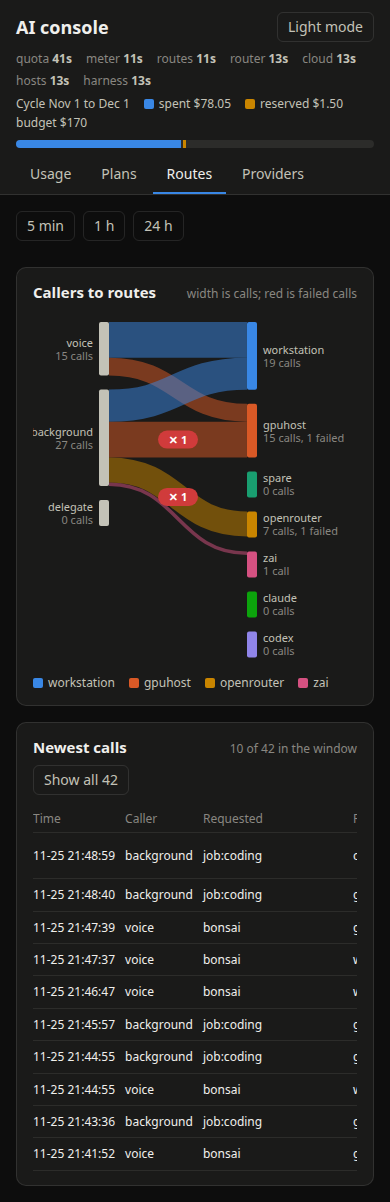 AI console
Light mode
quota 41s meter 11s routes 11s router 13s cloud 13s
hosts 13s harness 13s
Cycle Nov 1 to Dec 1 spent $78.05 reserved $1.50
budget $170
Usage Plans Routes Providers
5 min 1 h 24 h
Callers to routes width is calls; red is failed calls
voice
15 calls
background
27 calls
delegate
0 calls
× 1
× 1
workstation
19 calls
gpuhost
15 calls, 1 failed
spare
0 calls
openrouter
7 calls, 1 failed
zai
1 call
claude
0 calls
codex
0 calls
workstation gpuhost openrouter zai
Newest calls 10 of 42 in the window
Show all 42
Time Caller Requested
11-25 21:48:59 background job:coding
11-25 21:48:40 background job:coding
11-25 21:47:39 voice bonsai
11-25 21:47:37 voice bonsai
11-25 21:46:47 voice bonsai
11-25 21:45:57 background job:coding
11-25 21:44:55 background job:coding
11-25 21:44:55 voice bonsai
11-25 21:43:36 background job:coding
11-25 21:41:52 voice bonsai